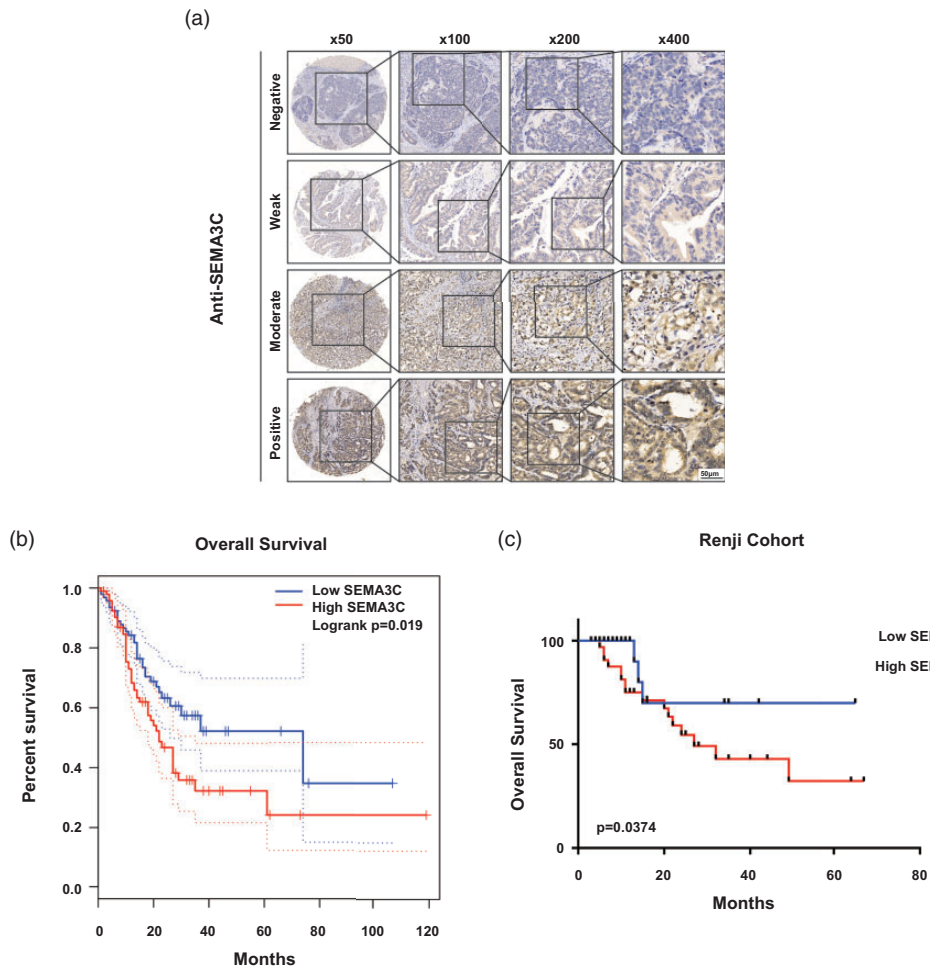 (a)
x50 x100 x200 x400
Anti-SEMA3C
Negative
Weak
Moderate
Positive
50μm
(b)
Overall Survival
Low SEMA3C
High SEMA3C
Logrank p=0.019
Percent survival
1.0
0.8
0.6
0.4
0.2
0.0
0 20 40 60 80 100 120
Months
(c)
Renji Cohort
Low SE
High SE
Overall Survival
100
50
0
p=0.0374
0 20 40 60 80
Months